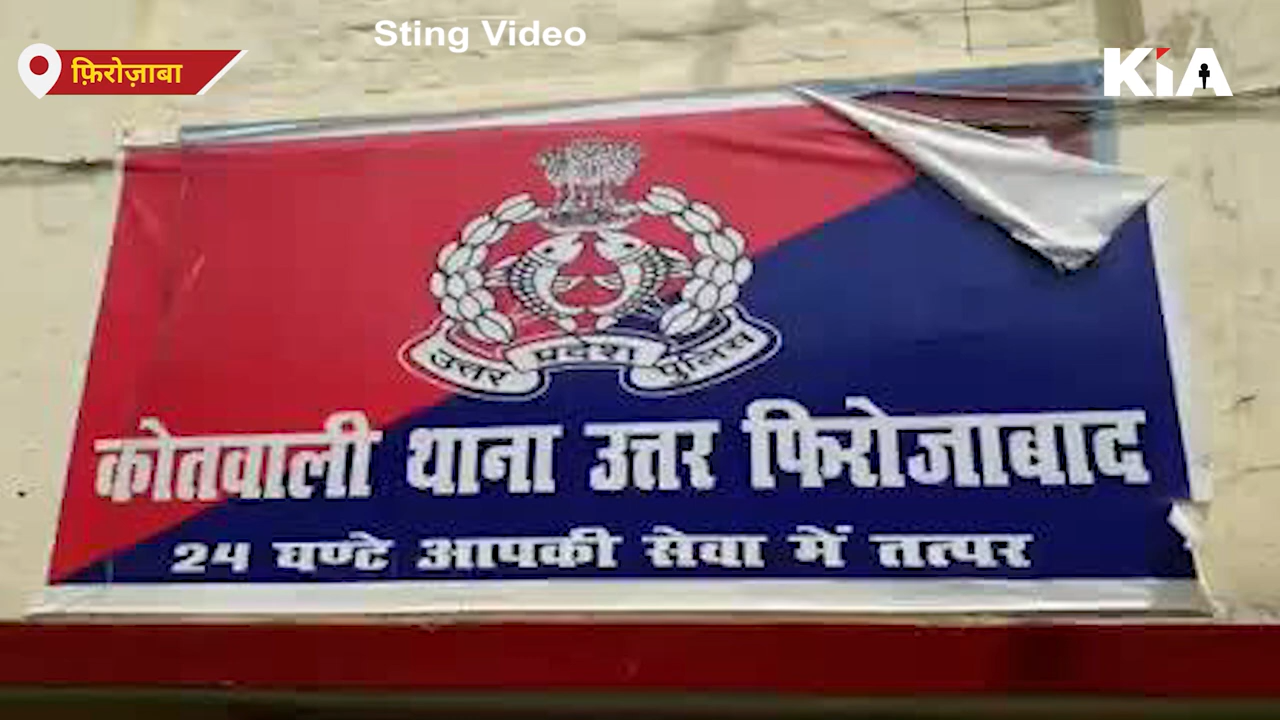 Sting Video
फ़िरोज़ाबा
KiA
उत्तर प्रदेश पुलिस
कोतवाली थाना उत्तर फिरोजाबाद
24 घण्टे आपकी सेवा में तत्पर